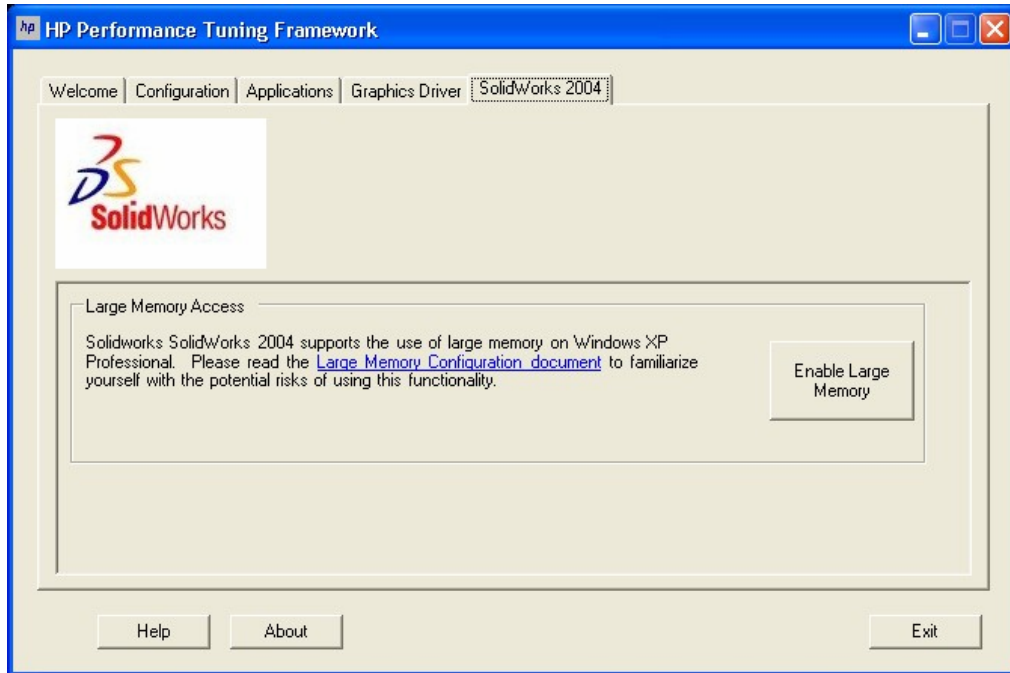 hp HP Performance Tuning Framework
Welcome Configuration Applications Graphics Driver SolidWorks 2004
DS
SolidWorks
Large Memory Access
Solidworks SolidWorks 2004 supports the use of large memory on Windows XP
Professional. Please read the Large Memory Configuration document to familiarize
yourself with the potential risks of using this functionality.
Enable Large
Memory
Help About Exit